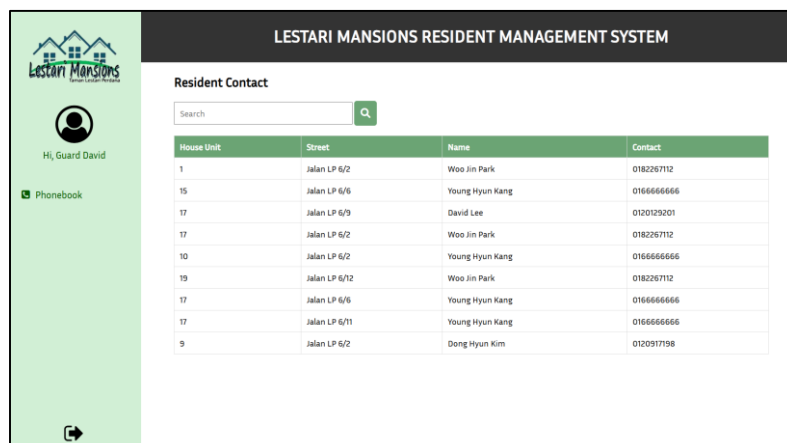 LESTARI MANSIONS RESIDENT MANAGEMENT SYSTEM
Lestari Mansions
Taman Lestari Perdana
Hi, Guard David
Phonebook
Resident Contact
Search
House Unit Street Name Contact
1 Jalan LP 6/2 Woo Jin Park 0182267112
15 Jalan LP 6/6 Young Hyun Kang 0166666666
17 Jalan LP 6/9 David Lee 0120129201
17 Jalan LP 6/2 Woo Jin Park 0182267112
10 Jalan LP 6/2 Young Hyun Kang 0166666666
19 Jalan LP 6/12 Woo Jin Park 0182267112
17 Jalan LP 6/6 Young Hyun Kang 0166666666
17 Jalan LP 6/11 Young Hyun Kang 0166666666
9 Jalan LP 6/2 Dong Hyun Kim 0120917198